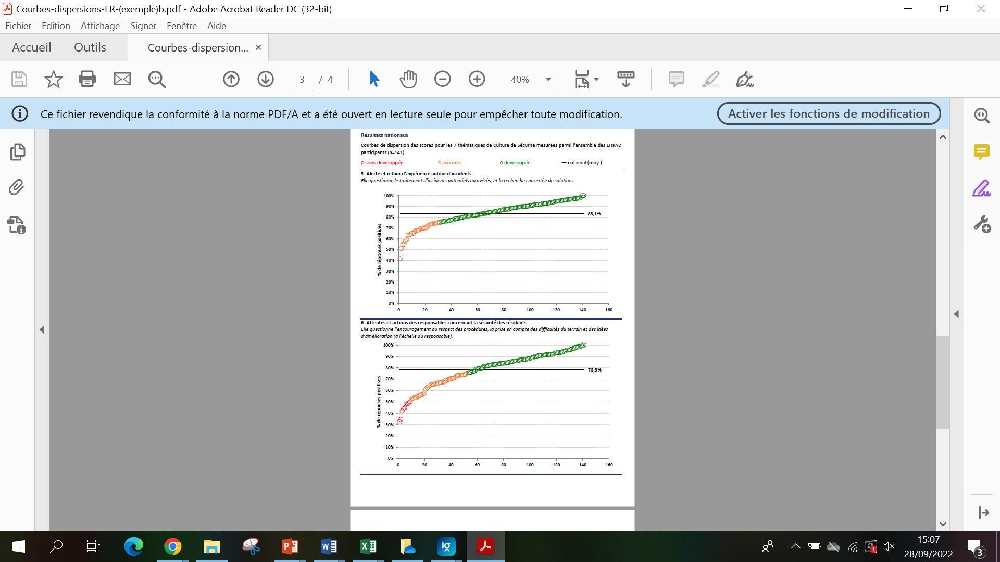 Courbes-dispersions-FR-(exemple)b.pdf - Adobe Acrobat Reader DC (32-bit)
Fichier Edition Affichage Signer Fenêtre Aide
Accueil Outils Courbes-dispersion... ×
3 / 4 40%
Ce fichier revendique la conformité à la norme PDF/A et a été ouvert en lecture seule pour empêcher toute modification. Activer les fonctions de modification
Résultats nationaux
Courbes de dispersion des scores pour les 7 thématiques de Culture de Sécurité mesurées parmi l'ensemble des EHPAD
participants (n=141)
O sous-développée O en cours O développée — national (moy.)
5- Alerte et retour d'expérience autour d'incidents
Elle questionne le traitement d'incidents potentiels ou avérés, et la recherche concertée de solutions.
% de réponses positives
100%
90%
83,1%
80%
70%
60%
50%
40%
30%
20%
10%
0%
0 20 40 60 80 100 120 140 160
6- Attentes et actions des responsables concernant la sécurité des résidents
Elle questionne l'encouragement au respect des procédures, la prise en compte des difficultés du terrain et des idées
d'amélioration (à l'échelle du responsable).
% de réponses positives
100%
90%
80%
78,3%
70%
60%
50%
40%
30%
20%
10%
0%
0 20 40 60 80 100 120 140 160
15:07
28/09/2022
3